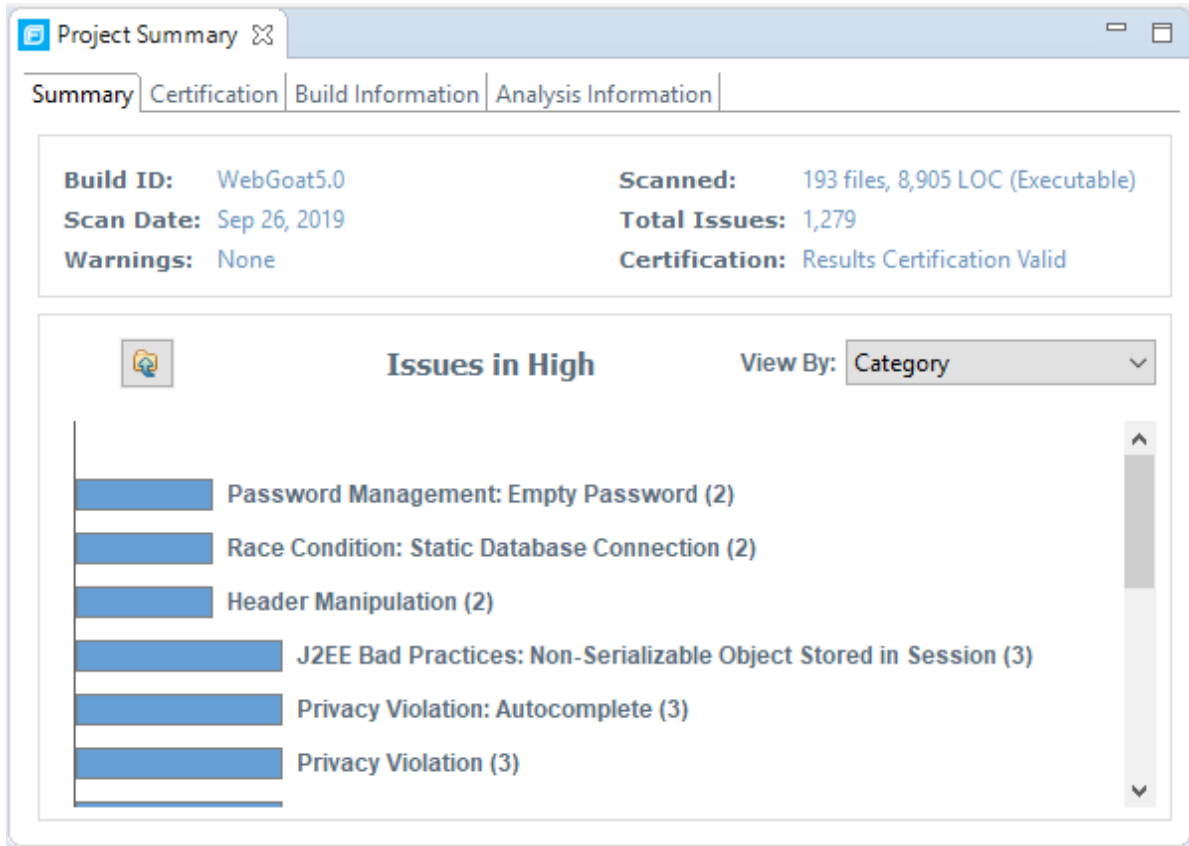 Project Summary
Summary Certification Build Information Analysis Information
Build ID: WebGoat5.0 Scanned: 193 files, 8,905 LOC (Executable)
Scan Date: Sep 26, 2019 Total Issues: 1,279
Warnings: None Certification: Results Certification Valid
Issues in High View By: Category
Password Management: Empty Password (2)
Race Condition: Static Database Connection (2)
Header Manipulation (2)
J2EE Bad Practices: Non-Serializable Object Stored in Session (3)
Privacy Violation: Autocomplete (3)
Privacy Violation (3)